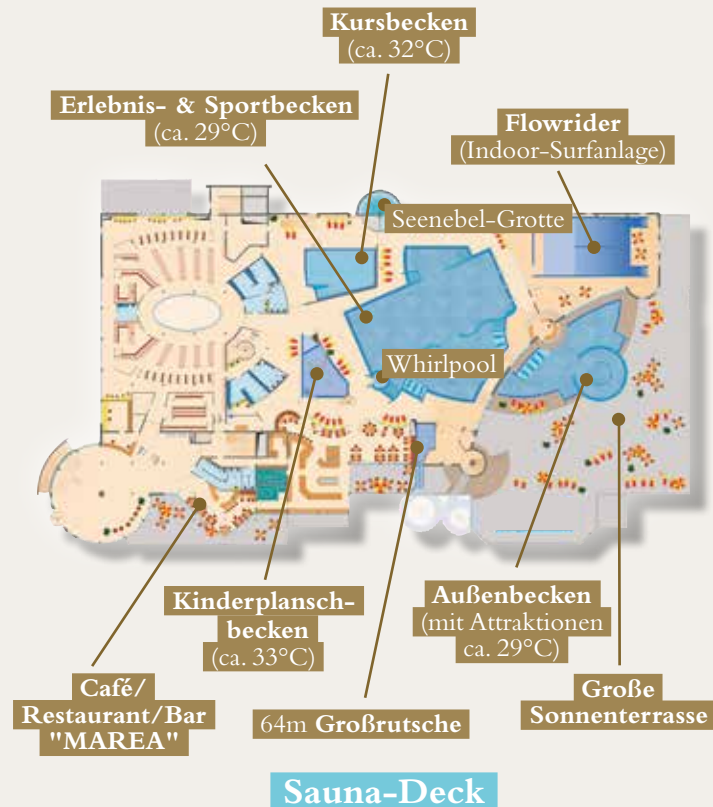 Kursbecken
(ca. 32°C)
Erlebnis- & Sportbecken
(ca. 29°C)
Flowrider
(Indoor-Surfanlage)
Seenebel-Grotte
Whirlpool
Kinderplansch-
becken
(ca. 33°C)
Außenbecken
(mit Attraktionen
ca. 29°C)
Café/
Restaurant/Bar
"MAREA"
64m Großrutsche
Große
Sonnenterrasse
Sauna-Deck